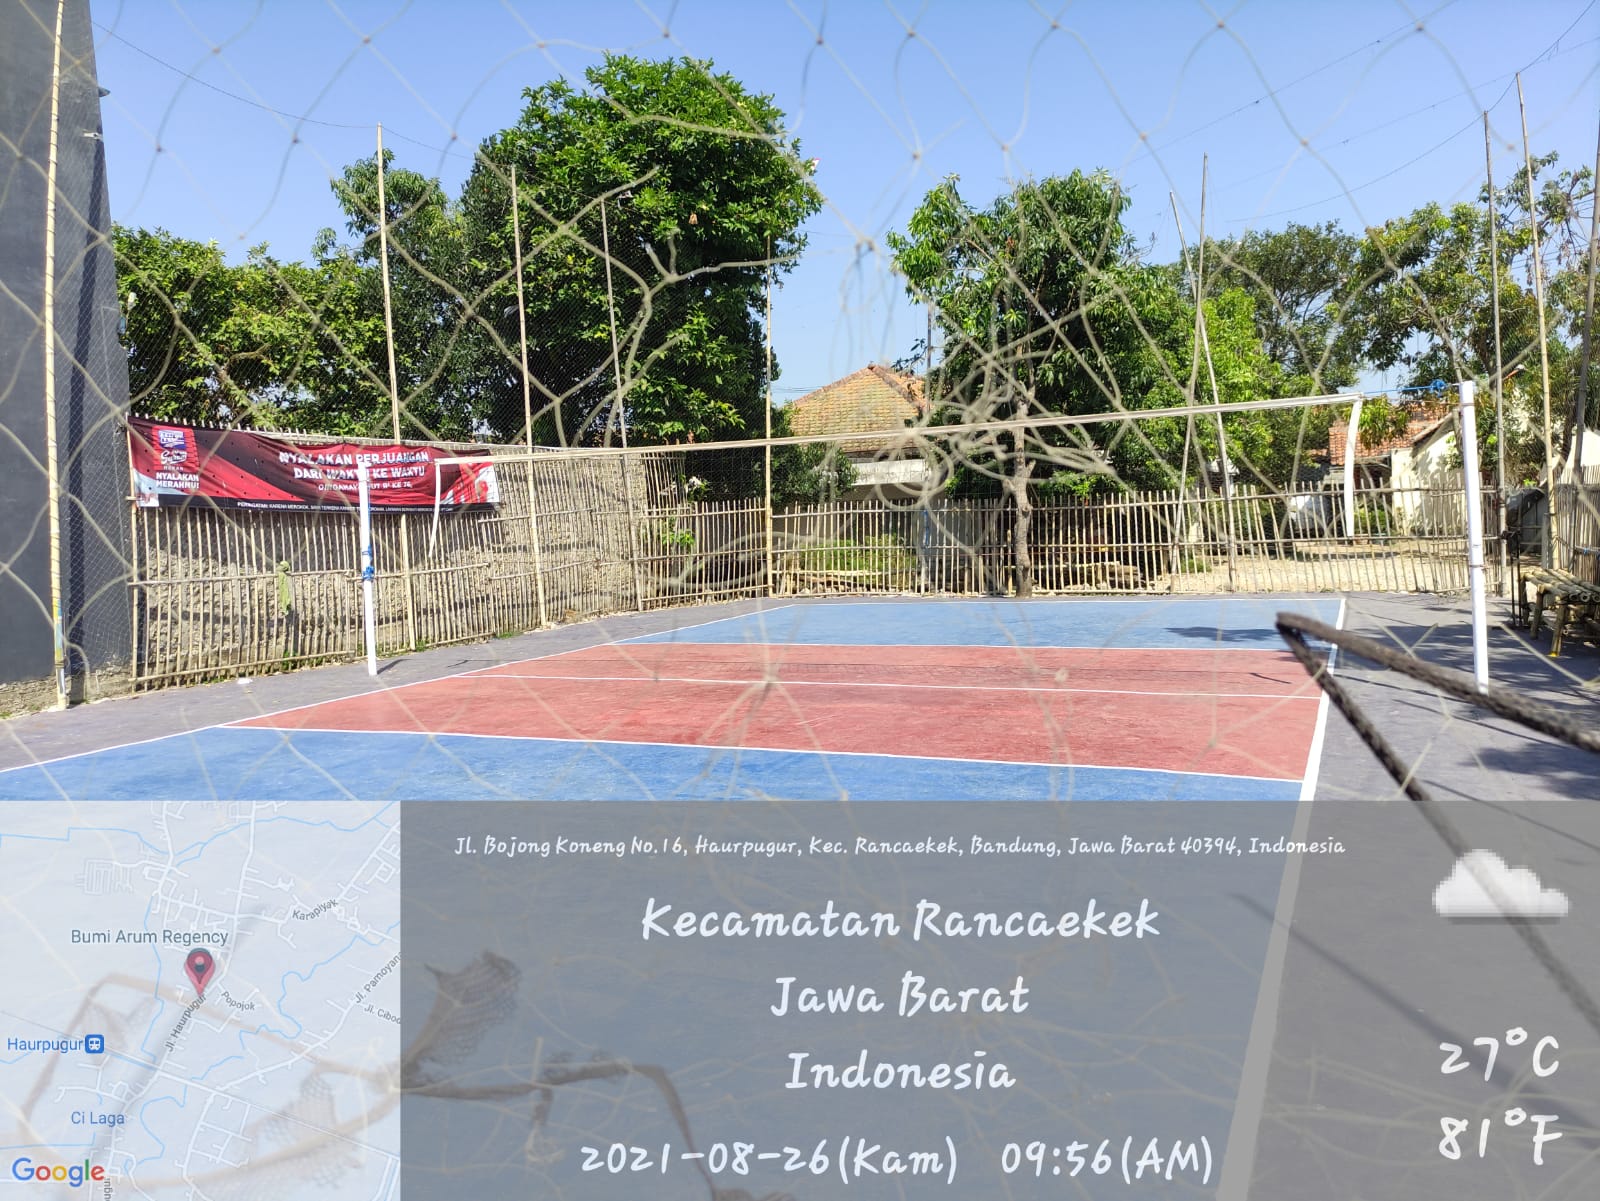 NYALAKAN PERJUANGAN
DARI WAKTU KE WAKTU
NYALAKAN
MERAHMU!
Jl. Bojong Koneng No.16, Haurpugur, Kec. Rancaekek, Bandung, Jawa Barat 40394, Indonesia
Kecamatan Rancaekek
Jawa Barat
Indonesia
2021-08-26(Kam) 09:56(AM)
27°C
81°F
Karapyak
Bumi Arum Regency
Popojok
Jl. Haurpugur
Jl. Pamoyan
Jl. Cibod
Haurpugur
Ci Laga
Google